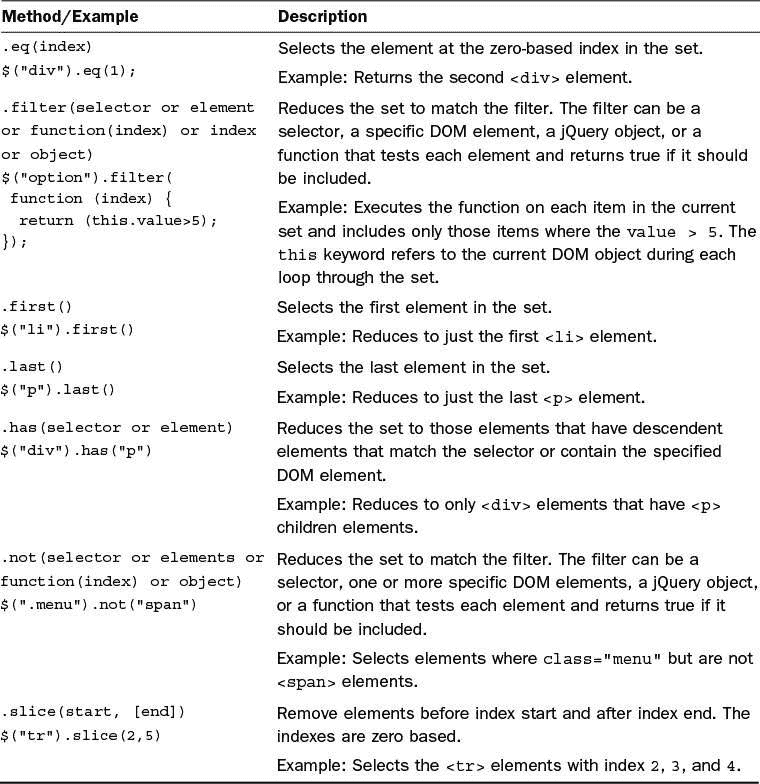 Method/Example Description
.eq(index)
$("div").eq(1);
Selects the element at the zero-based index in the set.
Example: Returns the second <div> element.
.filter(selector or element
or function(index) or index
or object)
$("option").filter(
function (index) {
return (this.value>5);
});
Reduces the set to match the filter. The filter can be a
selector, a specific DOM element, a jQuery object, or a
function that tests each element and returns true if it should
be included.
Example: Executes the function on each item in the current
set and includes only those items where the value > 5. The
this keyword refers to the current DOM object during each
loop through the set.
.first()
$("li").first()
Selects the first element in the set.
Example: Reduces to just the first <li> element.
.last()
$("p").last()
Selects the last element in the set.
Example: Reduces to just the last <p> element.
.has(selector or element)
$("div").has("p")
Reduces the set to those elements that have descendent
elements that match the selector or contain the specified
DOM element.
Example: Reduces to only <div> elements that have <p>
children elements.
.not(selector or elements or
function(index) or object)
$(".menu").not("span")
Reduces the set to match the filter. The filter can be a
selector, one or more specific DOM elements, a jQuery object,
or a function that tests each element and returns true if it
should be included.
Example: Selects elements where class="menu" but are not
<span> elements.
.slice(start, [end])
$("tr").slice(2,5)
Remove elements before index start and after index end. The
indexes are zero based.
Example: Selects the <tr> elements with index 2, 3, and 4.